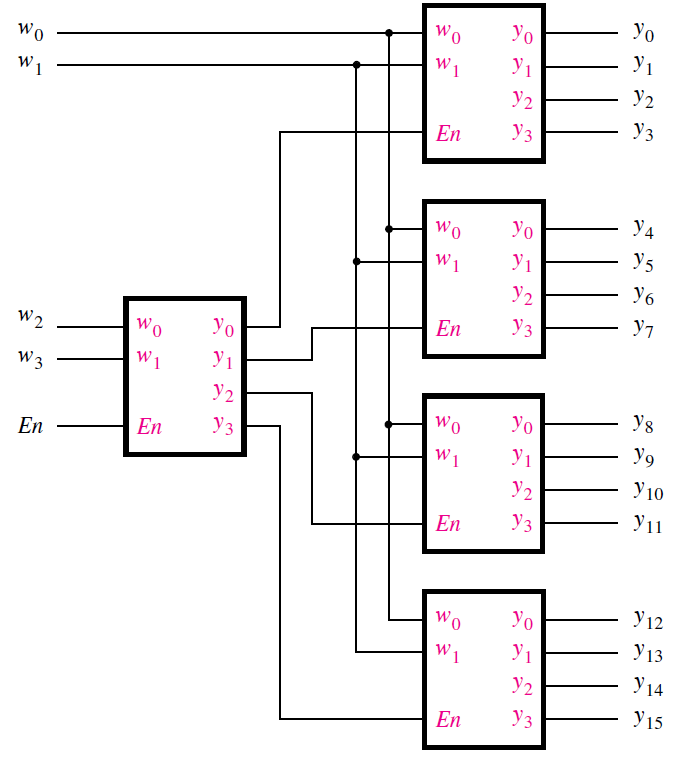 w0 w0 y0 y0
w1 w1 y1 y1
y2 y2
En y3 y3
w0 y0 y4
w1 y1 y5
y2 y6
En y3 y7
w2 w0 y0
w3 w1 y1
y2
En En y3
w0 y0 y8
w1 y1 y9
y2 y10
En y3 y11
w0 y0 y12
w1 y1 y13
y2 y14
En y3 y15